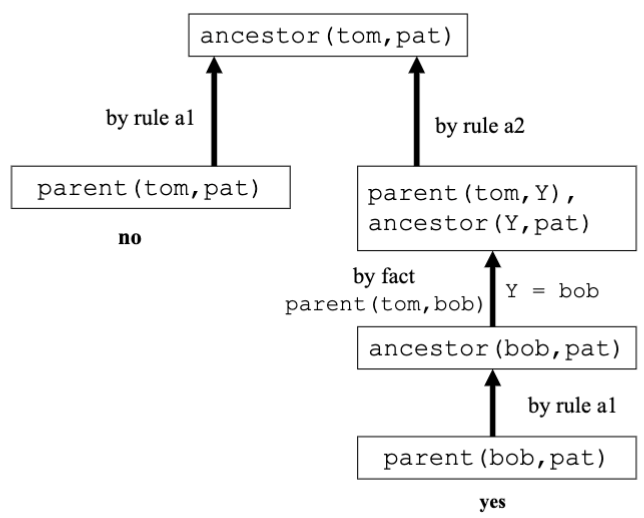 ancestor(tom,pat)
by rule a1
by rule a2
parent(tom,pat)
no
parent(tom,Y),
ancestor(Y,pat)
by fact
parent(tom,bob)
Y = bob
ancestor(bob,pat)
by rule a1
parent(bob,pat)
yes